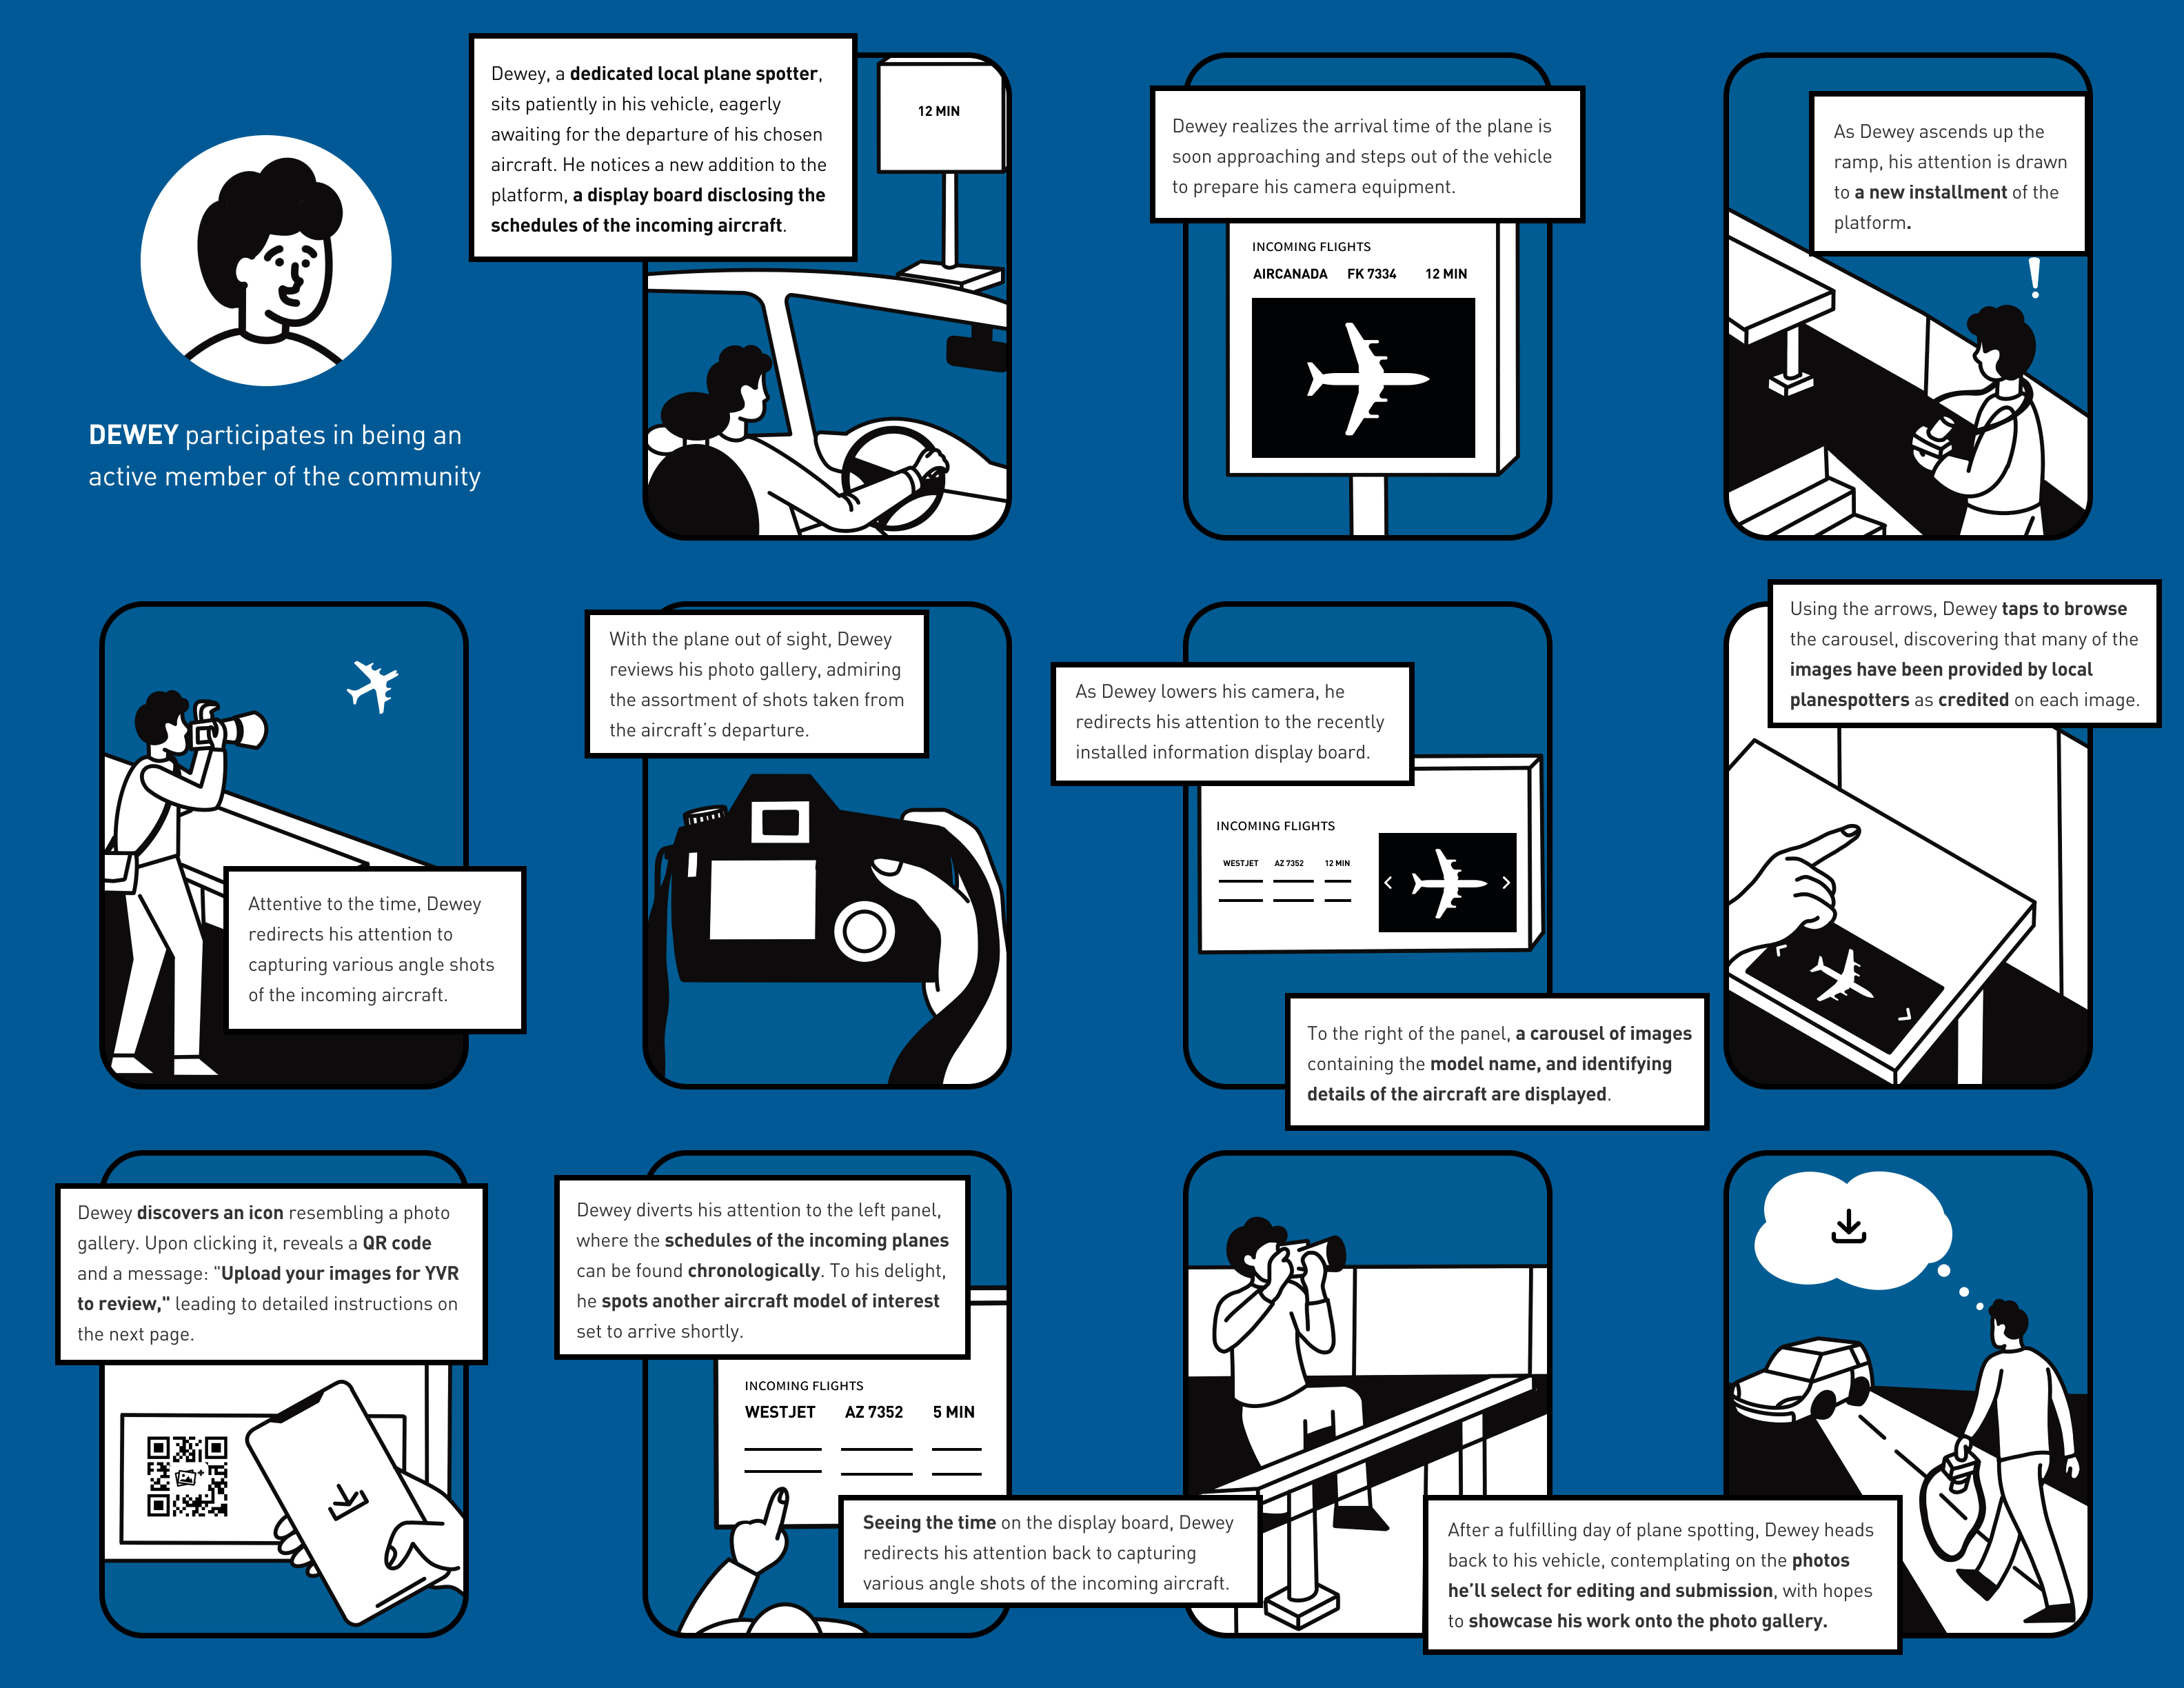 DEWEY participates in being an
active member of the community
Dewey, a dedicated local plane spotter,
sits patiently in his vehicle, eagerly
awaiting for the departure of his chosen
aircraft. He notices a new addition to the
platform, a display board disclosing the
schedules of the incoming aircraft.
12 MIN
Dewey realizes the arrival time of the plane is
soon approaching and steps out of the vehicle
to prepare his camera equipment.
INCOMING FLIGHTS
AIRCANADA FK 7334 12 MIN
As Dewey ascends up the
ramp, his attention is drawn
to a new installment of the
platform.
!
Attentive to the time, Dewey
redirects his attention to
capturing various angle shots
of the incoming aircraft.
With the plane out of sight, Dewey
reviews his photo gallery, admiring
the assortment of shots taken from
the aircraft's departure.
As Dewey lowers his camera, he
redirects his attention to the recently
installed information display board.
INCOMING FLIGHTS
WESTJET AZ 7352 12 MIN
To the right of the panel, a carousel of images
containing the model name, and identifying
details of the aircraft are displayed.
Using the arrows, Dewey taps to browse
the carousel, discovering that many of the
images have been provided by local
planespotters as credited on each image.
Dewey discovers an icon resembling a photo
gallery. Upon clicking it, reveals a QR code
and a message: "Upload your images for YVR
to review," leading to detailed instructions on
the next page.
Dewey diverts his attention to the left panel,
where the schedules of the incoming planes
can be found chronologically. To his delight,
he spots another aircraft model of interest
set to arrive shortly.
INCOMING FLIGHTS
WESTJET AZ 7352 5 MIN
Seeing the time on the display board, Dewey
redirects his attention back to capturing
various angle shots of the incoming aircraft.
After a fulfilling day of plane spotting, Dewey heads
back to his vehicle, contemplating on the photos
he'll select for editing and submission, with hopes
to showcase his work onto the photo gallery.